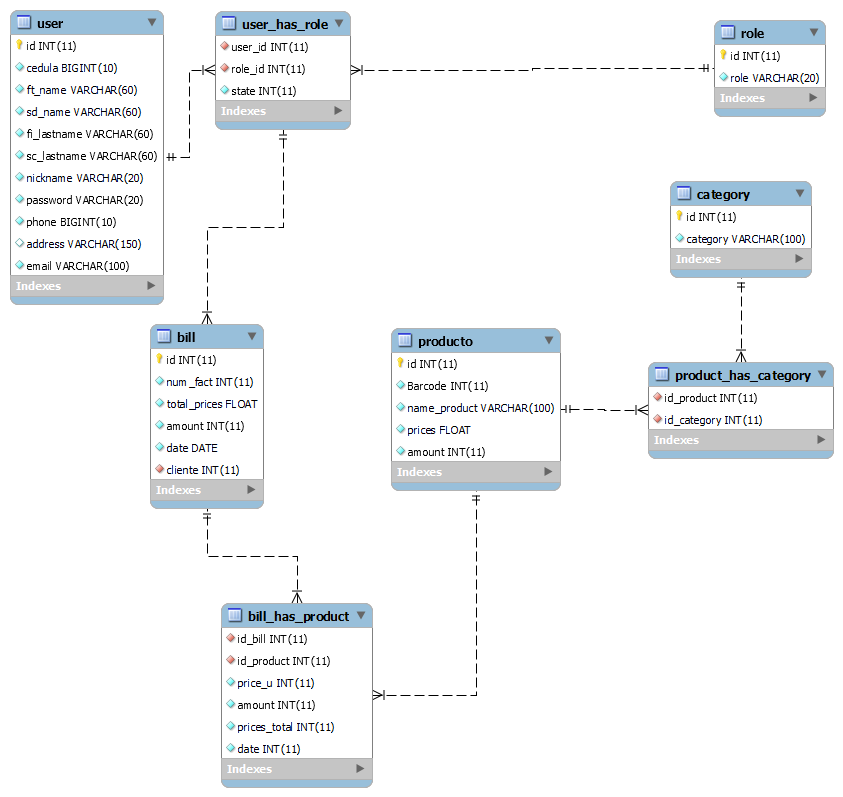 user
id INT(11)
cedula BIGINT(10)
ft_name VARCHAR(60)
sd_name VARCHAR(60)
fi_lastname VARCHAR(60)
sc_lastname VARCHAR(60)
nickname VARCHAR(20)
password VARCHAR(20)
phone BIGINT(10)
address VARCHAR(150)
email VARCHAR(100)
Indexes
user_has_role
user_id INT(11)
role_id INT(11)
state INT(11)
Indexes
role
id INT(11)
role VARCHAR(20)
Indexes
category
id INT(11)
category VARCHAR(100)
Indexes
bill
id INT(11)
num_fact INT(11)
total_prices FLOAT
amount INT(11)
date DATE
cliente INT(11)
Indexes
producto
id INT(11)
Barcode INT(11)
name_product VARCHAR(100)
prices FLOAT
amount INT(11)
Indexes
product_has_category
id_product INT(11)
id_category INT(11)
Indexes
bill_has_product
id_bill INT(11)
id_product INT(11)
price_u INT(11)
amount INT(11)
prices_total INT(11)
date INT(11)
Indexes